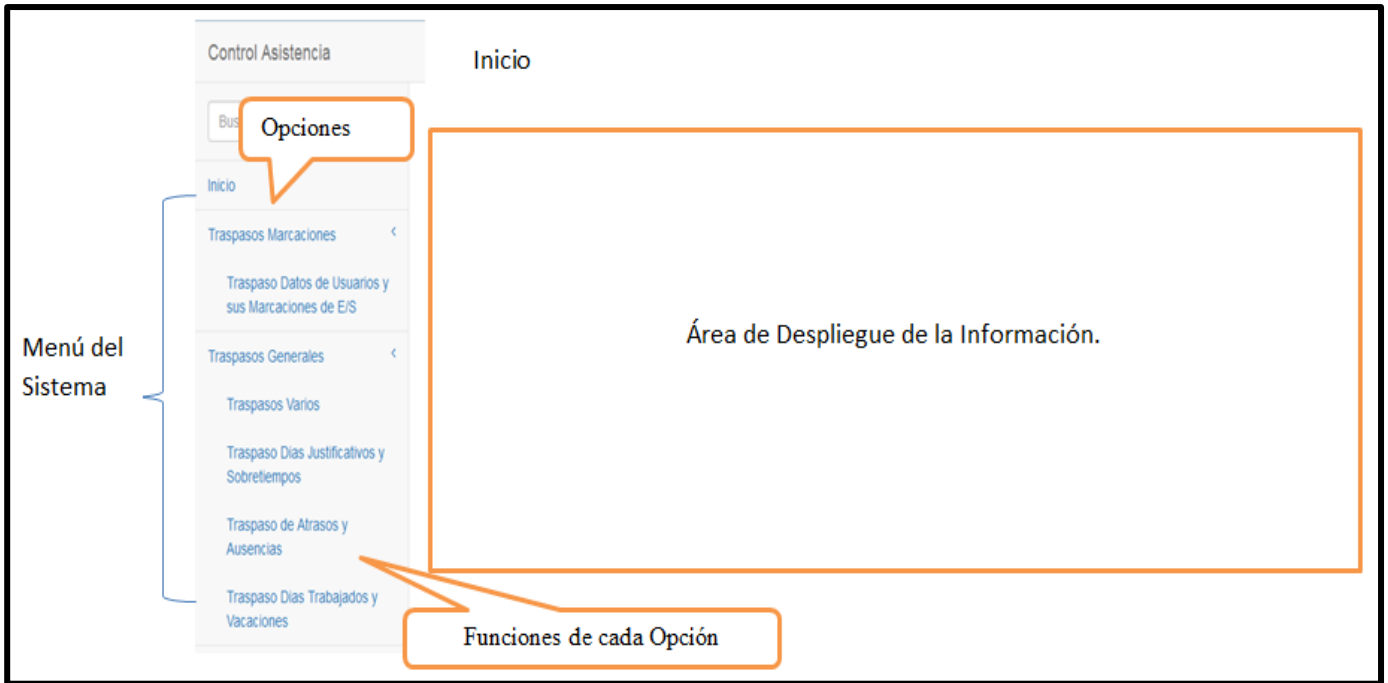 Control Asistencia
Inicio
Bus
Opciones
Inicio
Traspasos Marcaciones
Traspaso Datos de Usuarios y
sus Marcaciones de E/S
Menú del
Sistema
Traspasos Generales
Traspasos Varios
Traspaso Dias Justificativos y
Sobretiempos
Traspaso de Atrasos y
Ausencias
Traspaso Dias Trabajados y
Vacaciones
Área de Despliegue de la Información.
Funciones de cada Opción